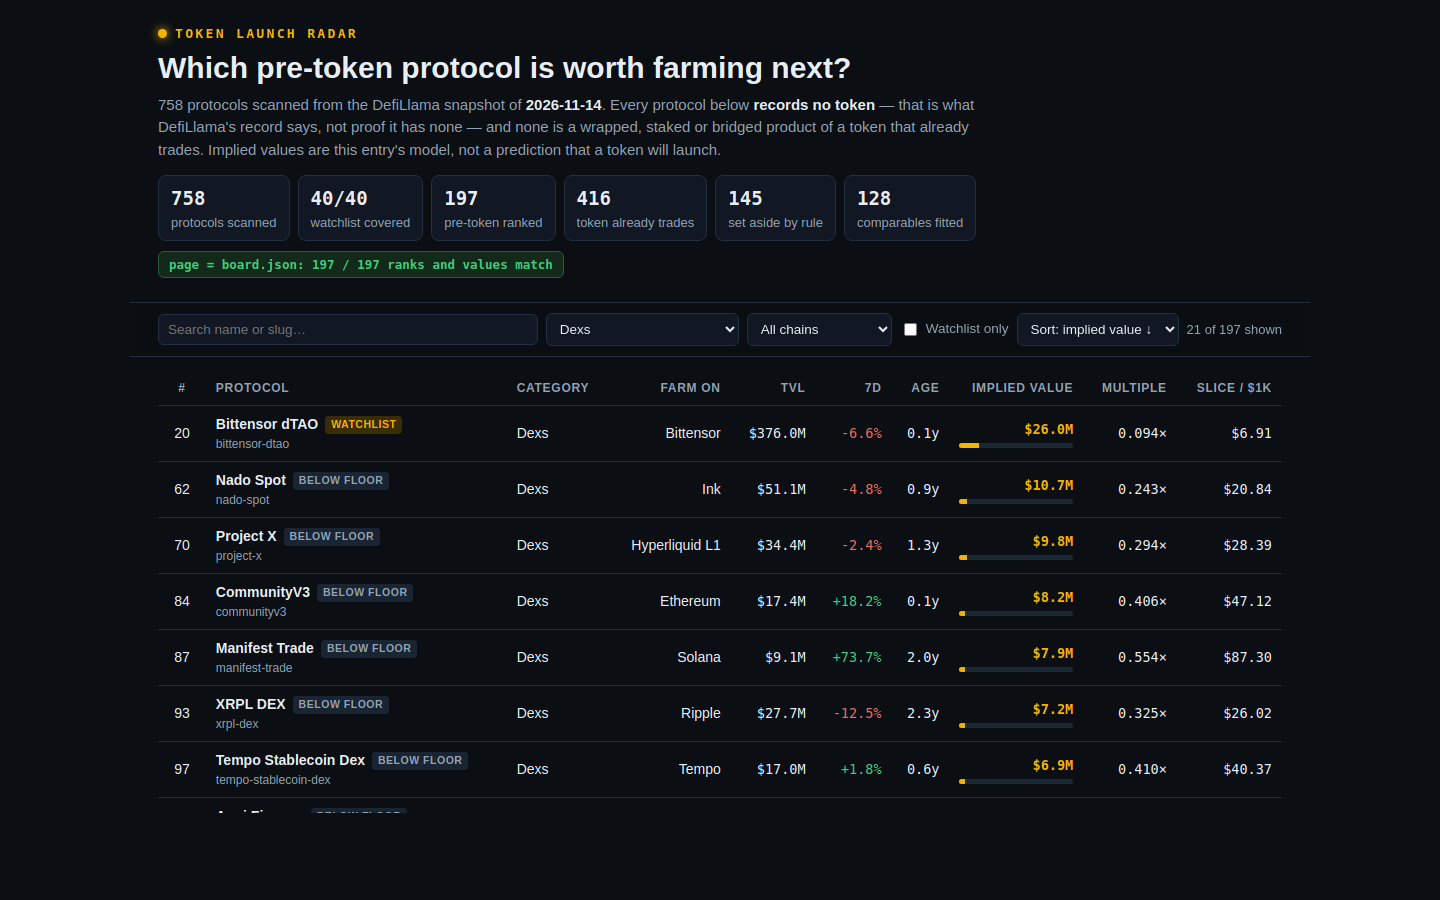 TOKEN LAUNCH RADAR
Which pre-token protocol is worth farming next?
758 protocols scanned from the DefiLlama snapshot of 2026-11-14. Every protocol below records no token — that is what
DefiLlama's record says, not proof it has none — and none is a wrapped, staked or bridged product of a token that already
trades. Implied values are this entry's model, not a prediction that a token will launch.
758 40/40 197 416 145 128
protocols scanned watchlist covered pre-token ranked token already trades set aside by rule comparables fitted
page = board.json: 197 / 197 ranks and values match
Search name or slug… Dexs All chains Watchlist only Sort: implied value ↓ 21 of 197 shown
# PROTOCOL CATEGORY FARM ON TVL 7D AGE IMPLIED VALUE MULTIPLE SLICE / $1K
20 Bittensor dTAO WATCHLIST Dexs Bittensor $376.0M -6.6% 0.1y $26.0M 0.094× $6.91
bittensor-dtao
62 Nado Spot BELOW FLOOR Dexs Ink $51.1M -4.8% 0.9y $10.7M 0.243× $20.84
nado-spot
70 Project X BELOW FLOOR Dexs Hyperliquid L1 $34.4M -2.4% 1.3y $9.8M 0.294× $28.39
project-x
84 CommunityV3 BELOW FLOOR Dexs Ethereum $17.4M +18.2% 0.1y $8.2M 0.406× $47.12
communityv3
87 Manifest Trade BELOW FLOOR Dexs Solana $9.1M +73.7% 2.0y $7.9M 0.554× $87.30
manifest-trade
93 XRPL DEX BELOW FLOOR Dexs Ripple $27.7M -12.5% 2.3y $7.2M 0.325× $26.02
xrpl-dex
97 Tempo Stablecoin Dex BELOW FLOOR Dexs Tempo $17.0M +1.8% 0.6y $6.9M 0.410× $40.37
tempo-stablecoin-dex